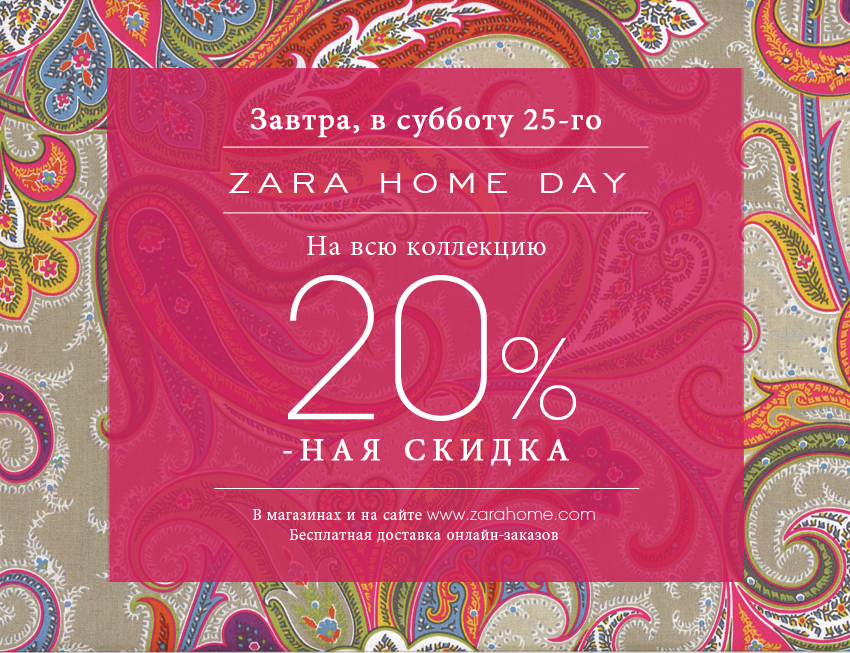 Завтра, в субботу 25-го
ZARA HOME DAY
На всю коллекцию
20%
-НАЯ СКИДКА
В магазинах и на сайте www.zarahome.com
Бесплатная доставка онлайн-заказов